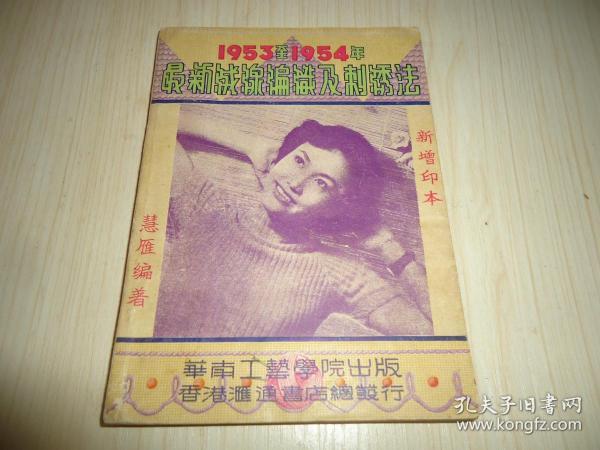 1953至1954年
最新絨線編織及刺綉法
新增印本
慧雁編著
華南工藝學院出版
香港滙通書店總發行
孔夫子旧书网
www.kongfz.com